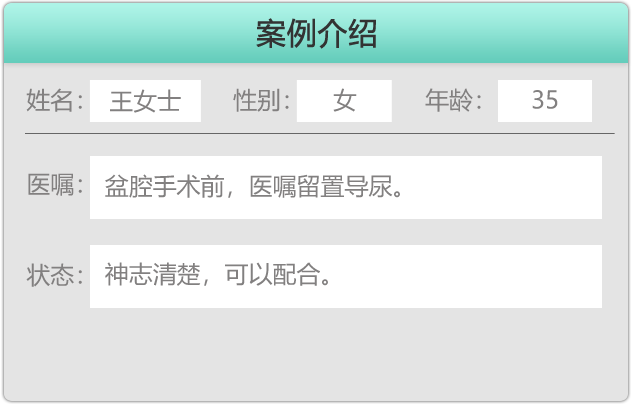 案例介绍
姓名：王女士 性别：女 年龄：35
医嘱：盆腔手术前，医嘱留置导尿。
状态：神志清楚，可以配合。